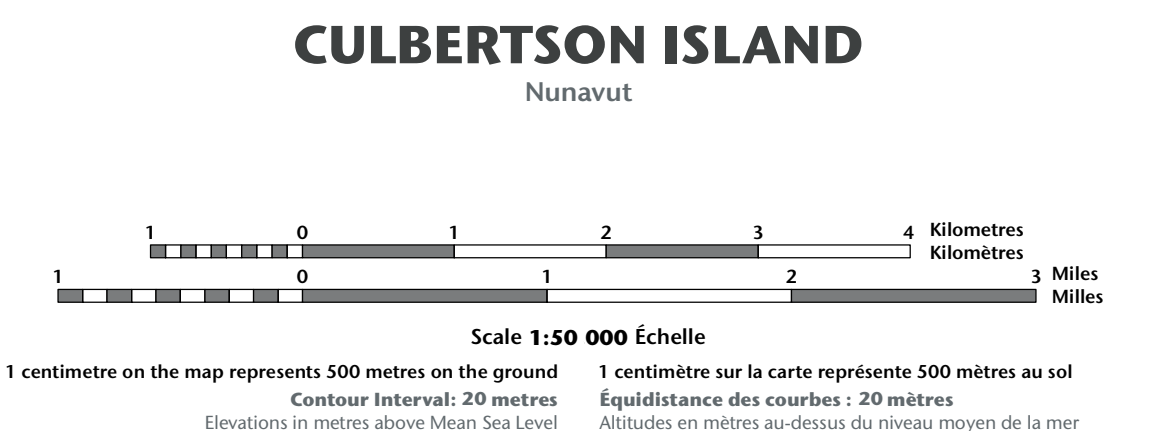 CULBERTSON ISLAND
Nunavut
1 0 1 2 3 4 Kilometres
Kilomètres
1 0 1 2 3 Miles
Milles
Scale 1:50 000 Échelle
1 centimetre on the map represents 500 metres on the ground
1 centimètre sur la carte représente 500 mètres au sol
Contour Interval: 20 metres
Équidistance des courbes : 20 mètres
Elevations in metres above Mean Sea Level
Altitudes en mètres au-dessus du niveau moyen de la mer